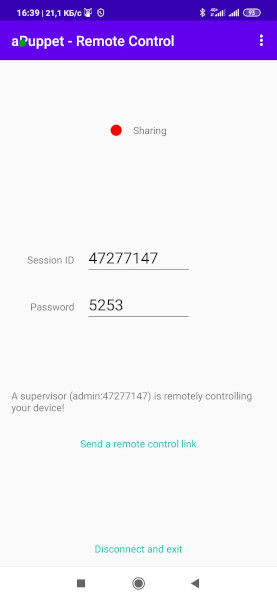 16:39 | 21,1 КБ/с
aPuppet - Remote Control
Sharing
Session ID 47277147
Password 5253
A supervisor (admin:47277147) is remotely controlling
your device!
Send a remote control link
Disconnect and exit